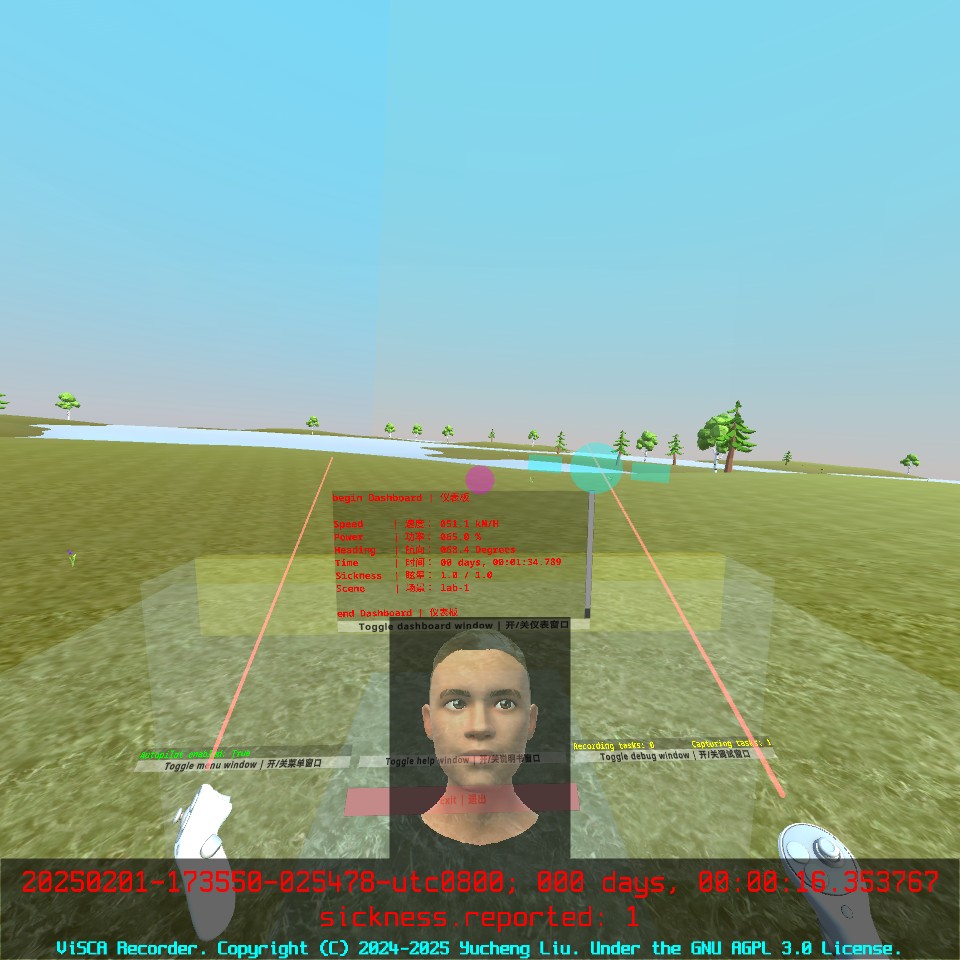 begin Dashboard | 仪表板
Speed | 速度： 051.1 kM/H
Power | 功率： 065.0 %
Heading | 航向： 068.4 Degrees
Time | 时间： 00 days, 00:01:34.789
Sickness | 眩晕： 1.0 / 1.0
Scene | 场景： lab-1
end Dashboard | 仪表板
Toggle dashboard window | 开/关仪表窗口
Autopilot enabled: True
Toggle menu window | 开/关菜单窗口
Toggle help window | 开/关说明书窗口
Recording tasks: 0 Capturing tasks: 1
Toggle debug window | 开/关调试窗口
Exit | 退出
20250201-173550-025478-utc0800; 000 days, 00:00:16.353767
sickness.reported: 1
ViSCA Recorder. Copyright (C) 2024-2025 Yucheng Liu. Under the GNU AGPL 3.0 License.